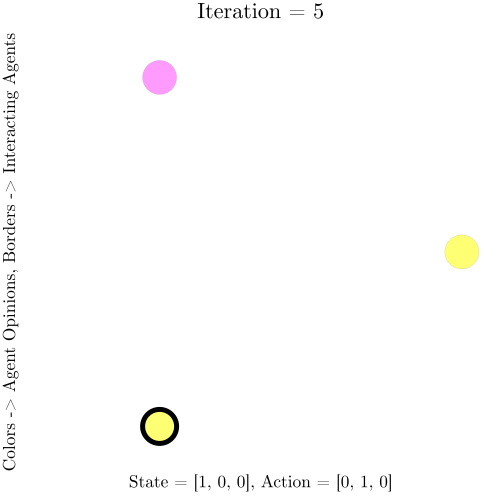 Iteration = 5
Colors -> Agent Opinions, Borders -> Interacting Agents
State = [1, 0, 0], Action = [0, 1, 0]